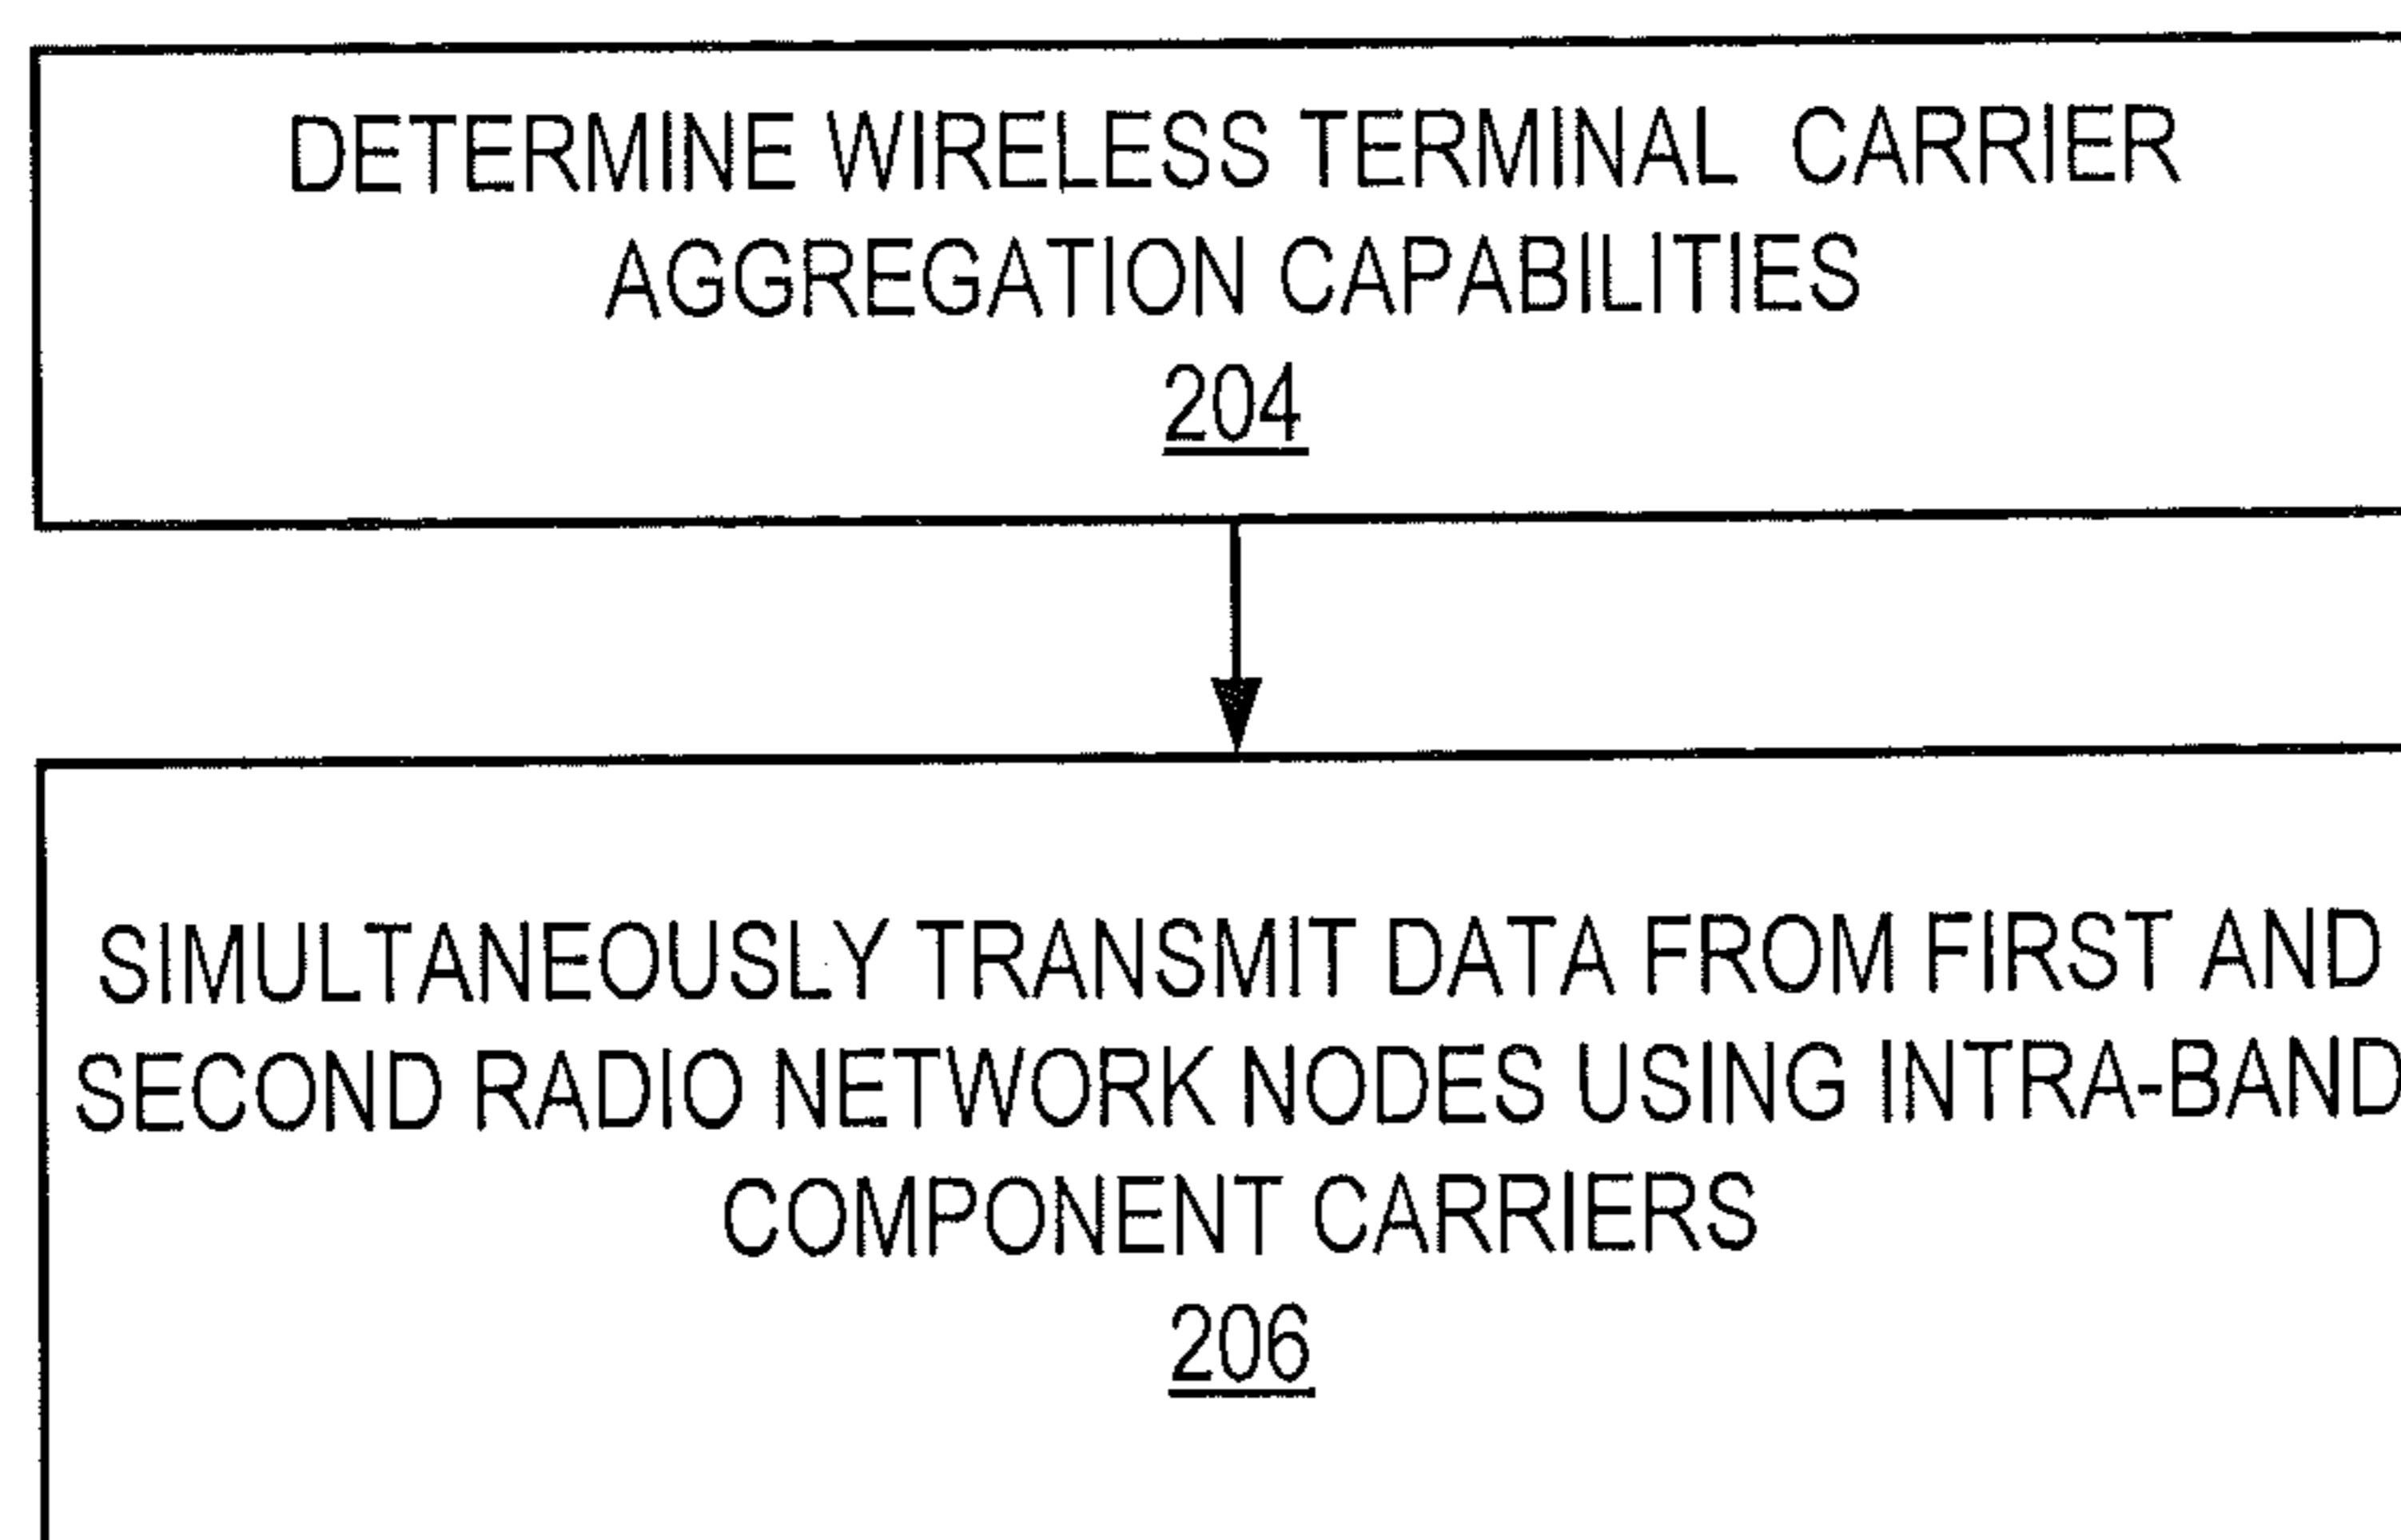 DETERMINE WIRELESS TERMINAL CARRIER
AGGREGATION CAPABILITIES
204
SIMULTANEOUSLY TRANSMIT DATA FROM FIRST AND
SECOND RADIO NETWORK NODES USING INTRA-BAND
COMPONENT CARRIERS
206